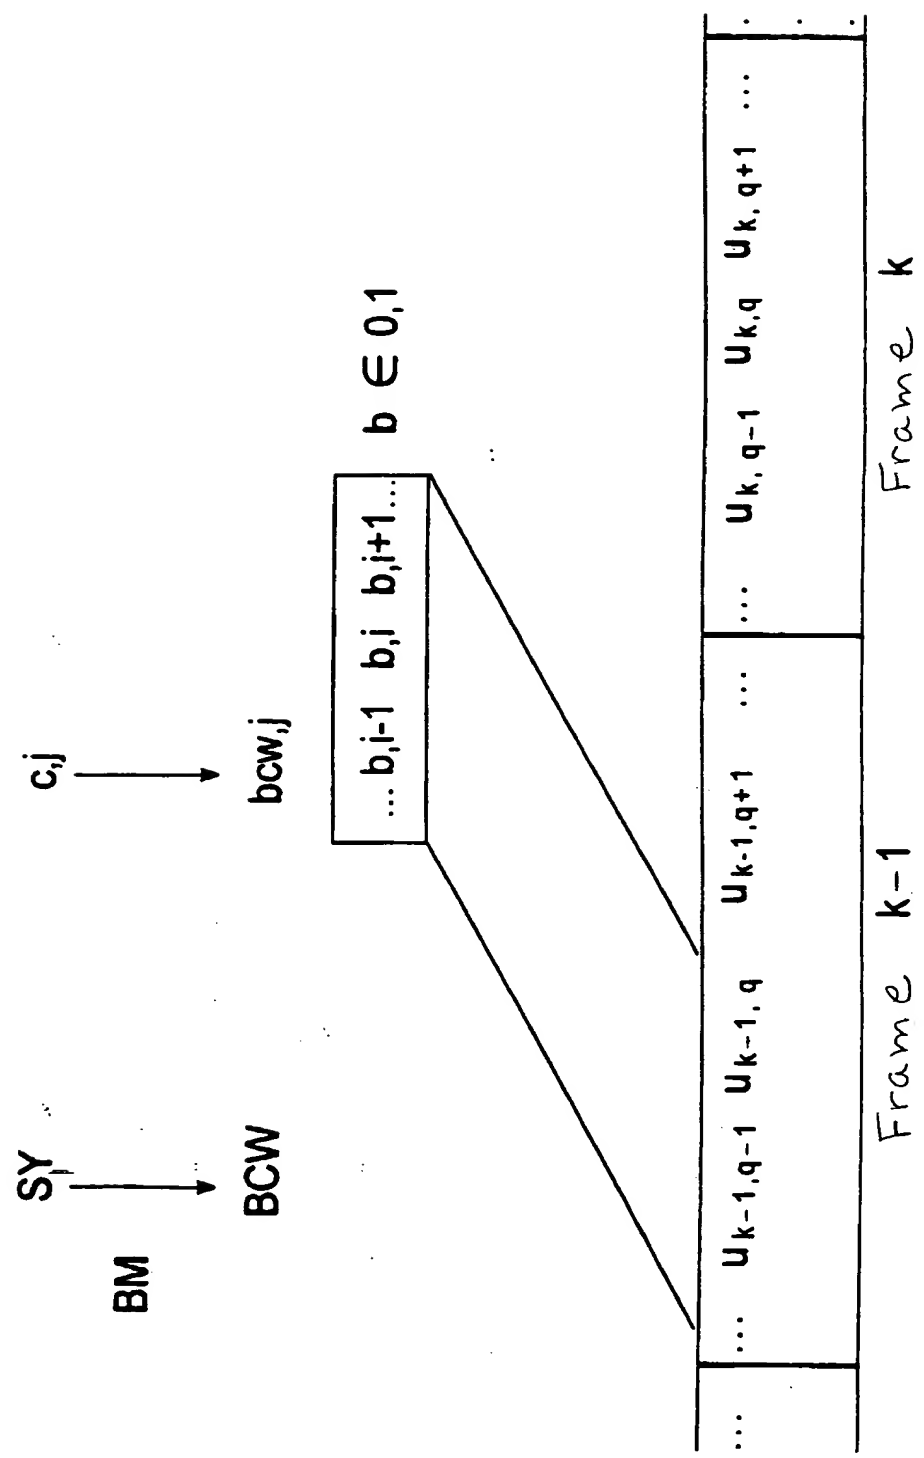 SY c,j
BM
BCW bcw,j
... b,i-1 b,i b,i+1... b ∈ 0,1
... ... u k-1,q-1 u k-1,q u k-1,q+1 ... ... u k,q-1 u k,q u k,q+1 ... . . .
Frame k-1 Frame k